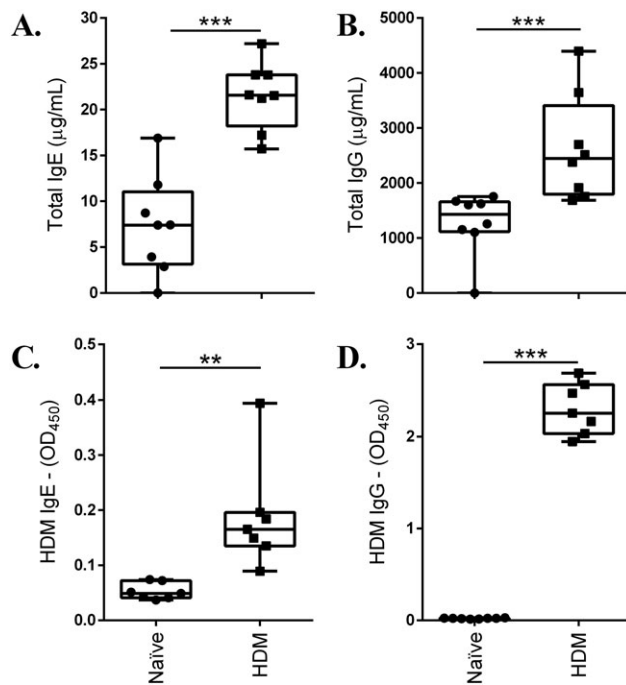 A.
***
30
25
20
15
10
5
0
Total IgE (µg/mL)
B.
***
5000
4000
3000
2000
1000
0
Total IgG (µg/mL)
C.
**
0.5
0.4
0.3
0.2
0.1
0.0
HDM IgE - (OD450)
Naïve
HDM
D.
***
3
2
1
0
HDM IgG - (OD450)
Naïve
HDM